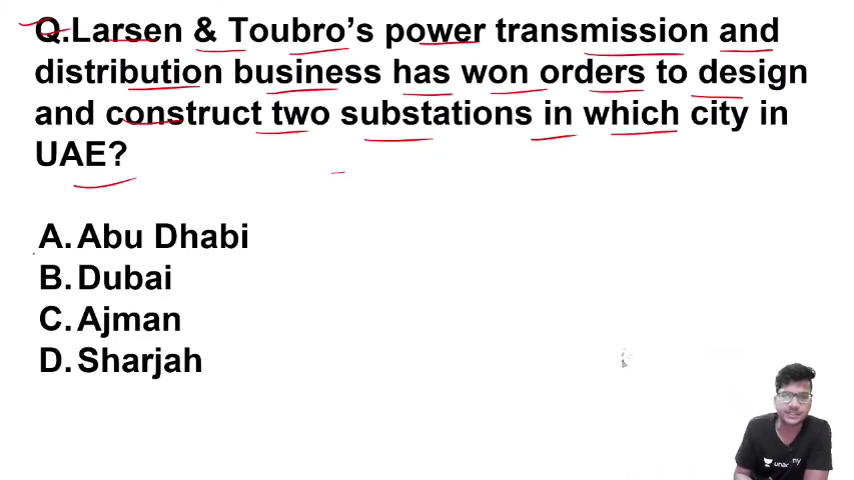 Q.Larsen & Toubro’s power transmission and
distribution business has won orders to design
and construct two substations in which city in
UAE?
A. Abu Dhabi
B. Dubai
C. Ajman
D. Sharjah